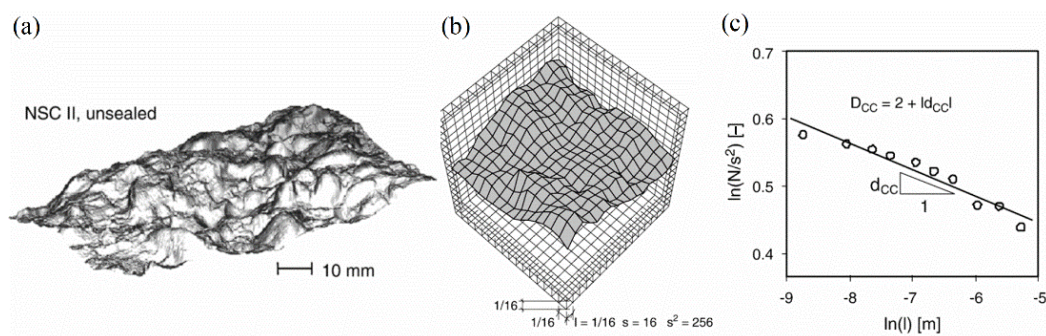 (a)
NSC II, unsealed
10 mm
(b)
1/16
1/16 l = 1/16 s = 16 s² = 256
(c)
0.7
0.6
0.5
0.4
ln(N/s²) [–]
D_CC = 2 + |d_CC|
d_CC
1
-9 -8 -7 -6 -5
ln(l) [m]